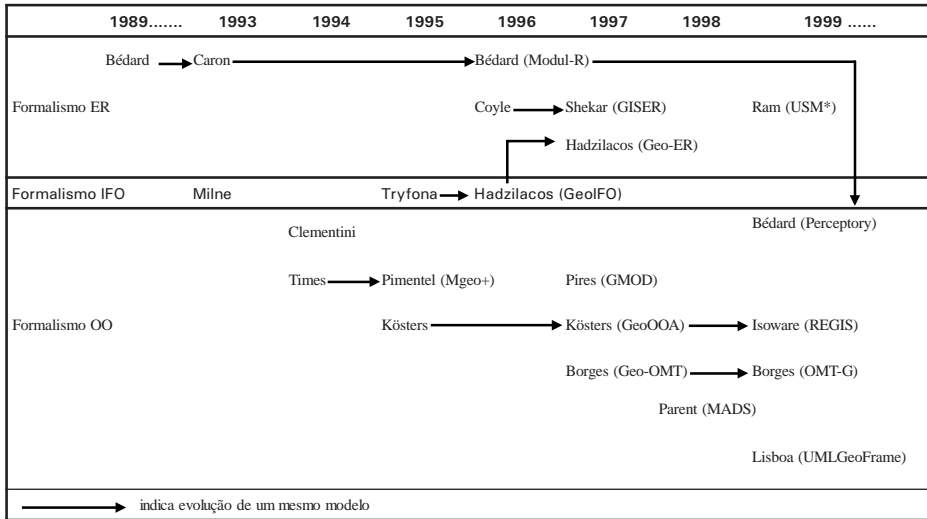 1989....... 1993 1994 1995 1996 1997 1998 1999 ......
Bédard Caron Bédard (Modul-R)
Formalismo ER Coyle Shekar (GISER) Ram (USM*)
Hadzilacos (Geo-ER)
Formalismo IFO Milne Tryfona Hadzilacos (GeoIFO)
Bédard (Perceptory)
Clementini
Times Pimentel (Mgeo+) Pires (GMOD)
Formalismo OO Kösters Kösters (GeoOOA) Isoware (REGIS)
Borges (Geo-OMT) Borges (OMT-G)
Parent (MADS)
Lisboa (UMLGeoFrame)
indica evolução de um mesmo modelo